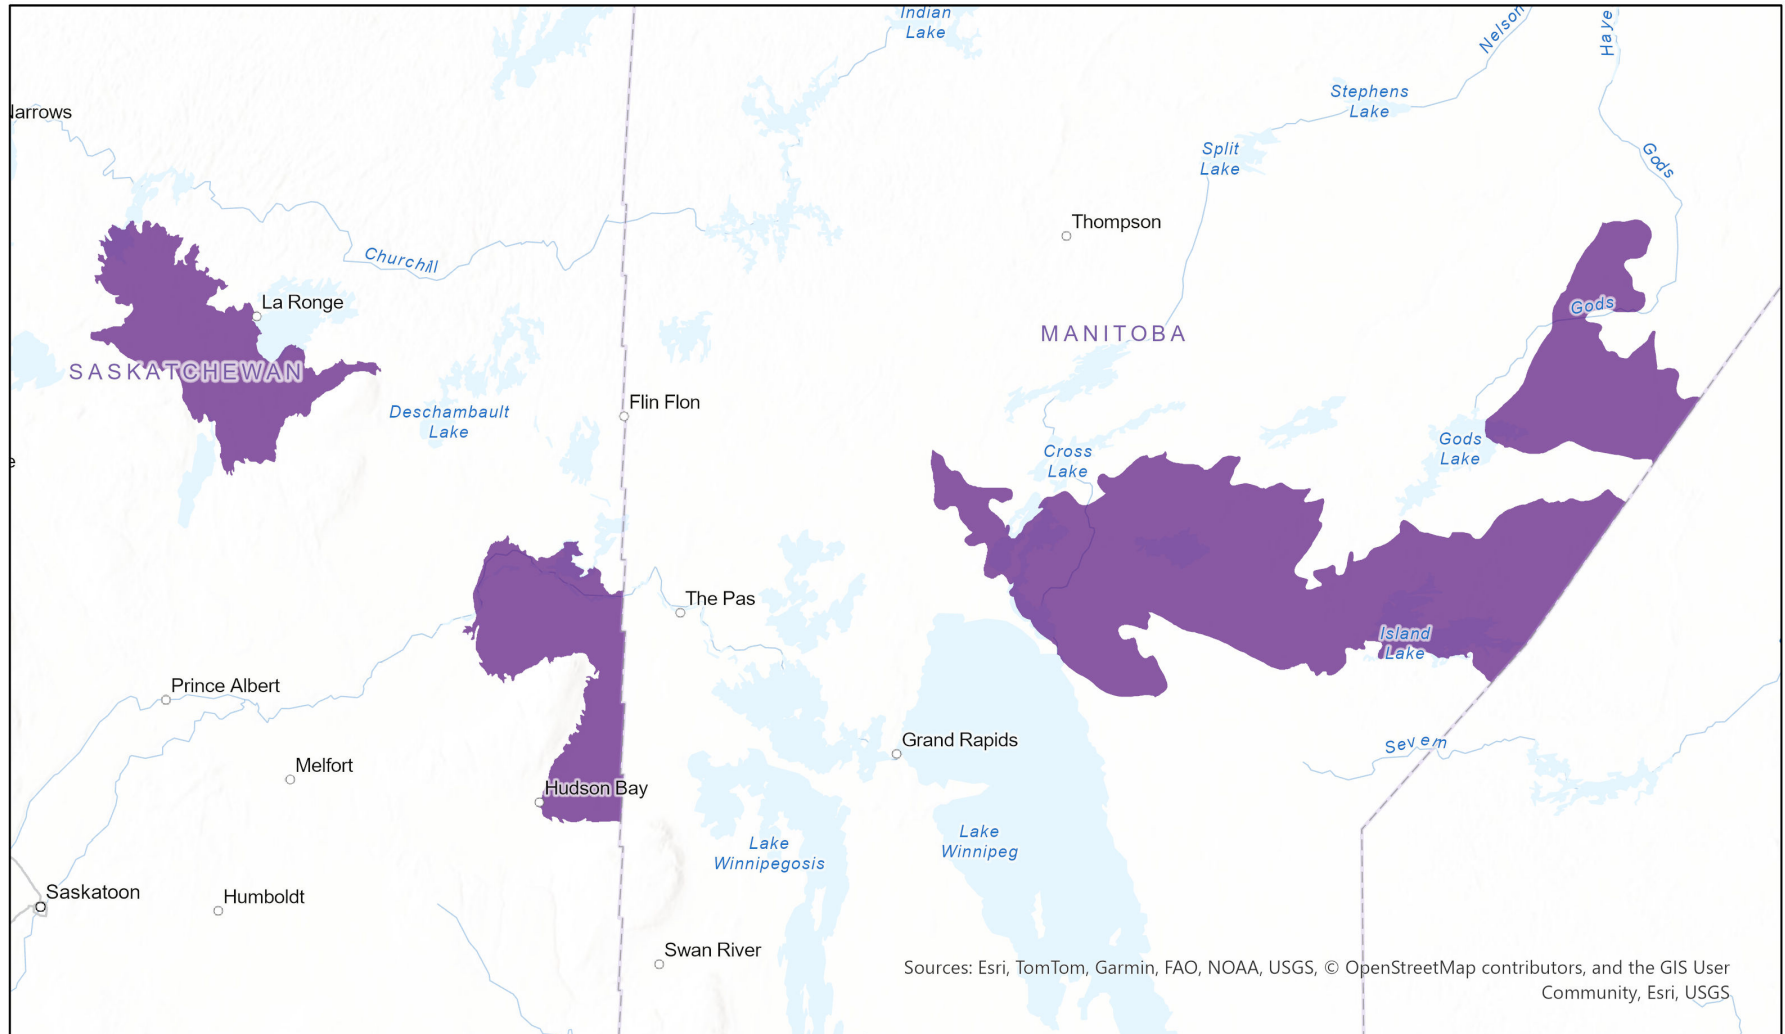 Indian
Lake
Nelson
Haye
Stephens
Lake
Narrows
Split
Lake
Gods
Thompson
Churchill
La Ronge
Gods
MANITOBA
SASKATCHEWAN
Flin Flon
Deschambault
Lake
Cross
Lake
Gods
Lake
e
The Pas
Island
Lake
Prince Albert
Grand Rapids
Severn
Melfort
Hudson Bay
Lake
Winnipegosis
Lake
Winnipeg
Saskatoon
Humboldt
Swan River
Sources: Esri, TomTom, Garmin, FAO, NOAA, USGS, © OpenStreetMap contributors, and the GIS User
Community, Esri, USGS